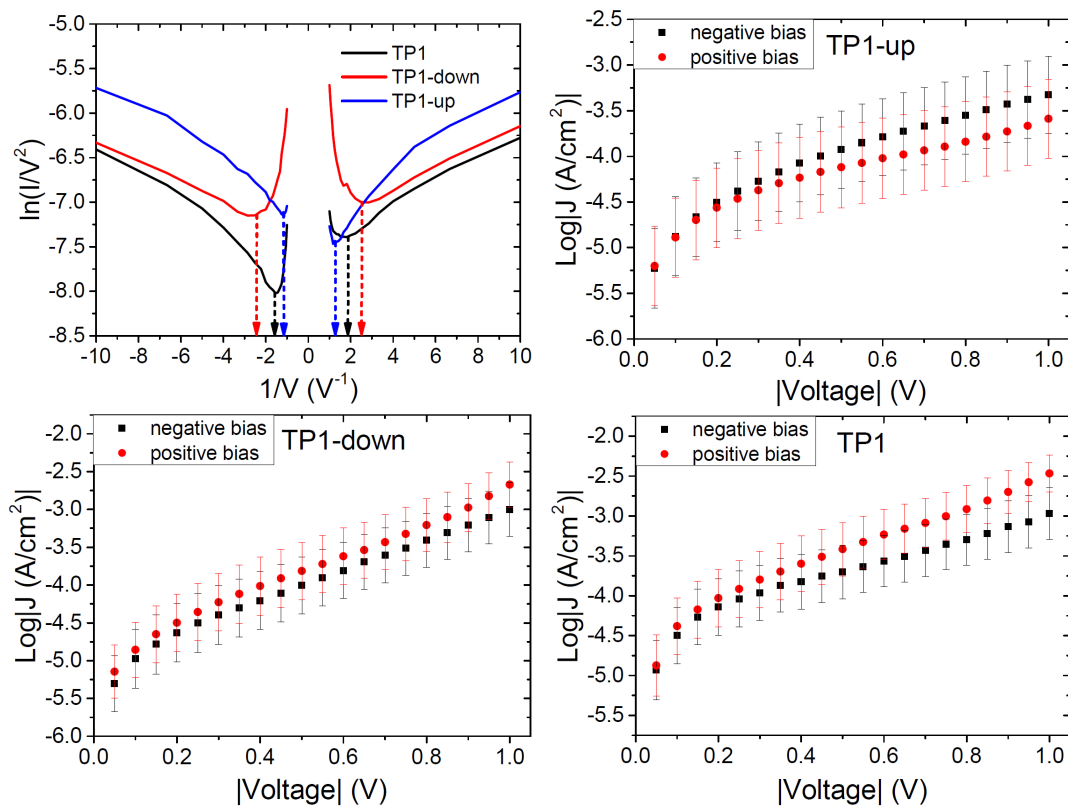 -5.0
-5.5
-6.0
-6.5
-7.0
-7.5
-8.0
-8.5
ln(I/V²)
TP1
TP1-down
TP1-up
-10 -8 -6 -4 -2 0 2 4 6 8 10
1/V (V⁻¹)
-2.5
-3.0
-3.5
-4.0
-4.5
-5.0
-5.5
-6.0
Log|J (A/cm²)|
negative bias
positive bias
TP1-up
0.0 0.2 0.4 0.6 0.8 1.0
|Voltage| (V)
-2.0
-2.5
-3.0
-3.5
-4.0
-4.5
-5.0
-5.5
-6.0
Log|J (A/cm²)|
negative bias
positive bias
TP1-down
0.0 0.2 0.4 0.6 0.8 1.0
|Voltage| (V)
-2.0
-2.5
-3.0
-3.5
-4.0
-4.5
-5.0
-5.5
Log|J (A/cm²)|
negative bias
positive bias
TP1
0.0 0.2 0.4 0.6 0.8 1.0
|Voltage| (V)